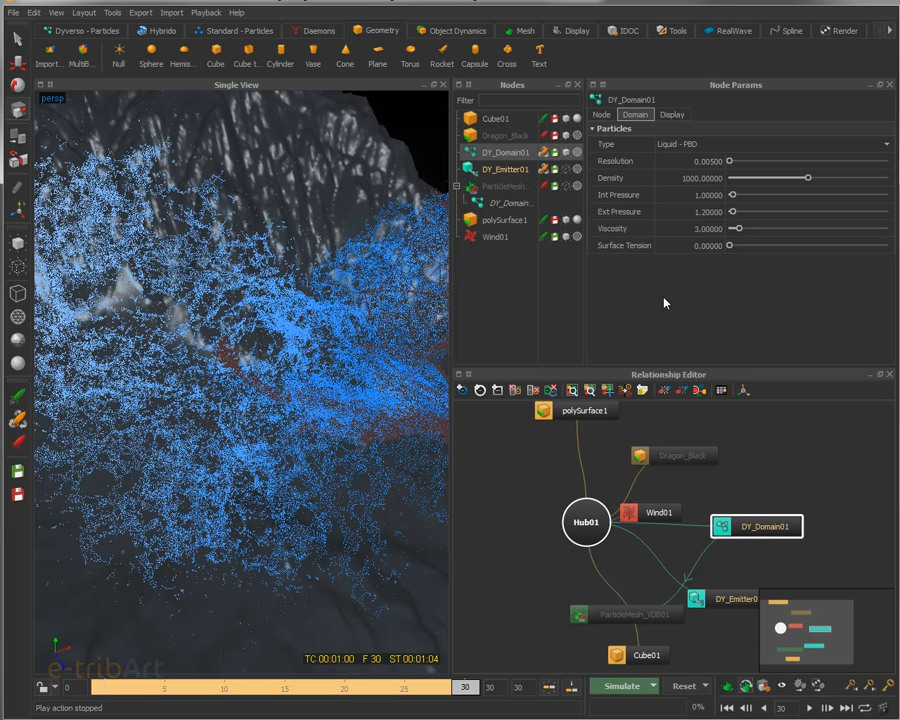 File Edit View Layout Tools Export Import Playback Help
Dyverso - Particles Hybrido Standard - Particles Daemons Geometry Object Dynamics Mesh Display IDOC Tools RealWave Spline Render
Import... MultiB... Null Sphere Hemis... Cube Cube t... Cylinder Vase Cone Plane Torus Rocket Capsule Cross Text
Single View
persp
TC 00:01:00 F 30 ST 00:01:04
e-tribArt
Nodes
Filter
Cube01
Dragon_Black
DY_Domain01
DY_Emitter01
ParticleMesh_
DY_Domain...
polySurface1
Wind01
Node Params
DY_Domain01
Node Domain Display
Particles
Type Liquid - PBD
Resolution 0.00500
Density 1000.00000
Int Pressure 1.00000
Ext Pressure 1.20000
Viscosity 3.00000
Surface Tension 0.00000
Relationship Editor
polySurface1
Dragon_Black
Wind01
Hub01
DY_Domain01
DY_Emitter0
ParticleMesh_VDB01
Cube01
0 5 10 15 20 25 30 30 30
Simulate Reset
Play action stopped
0% 30